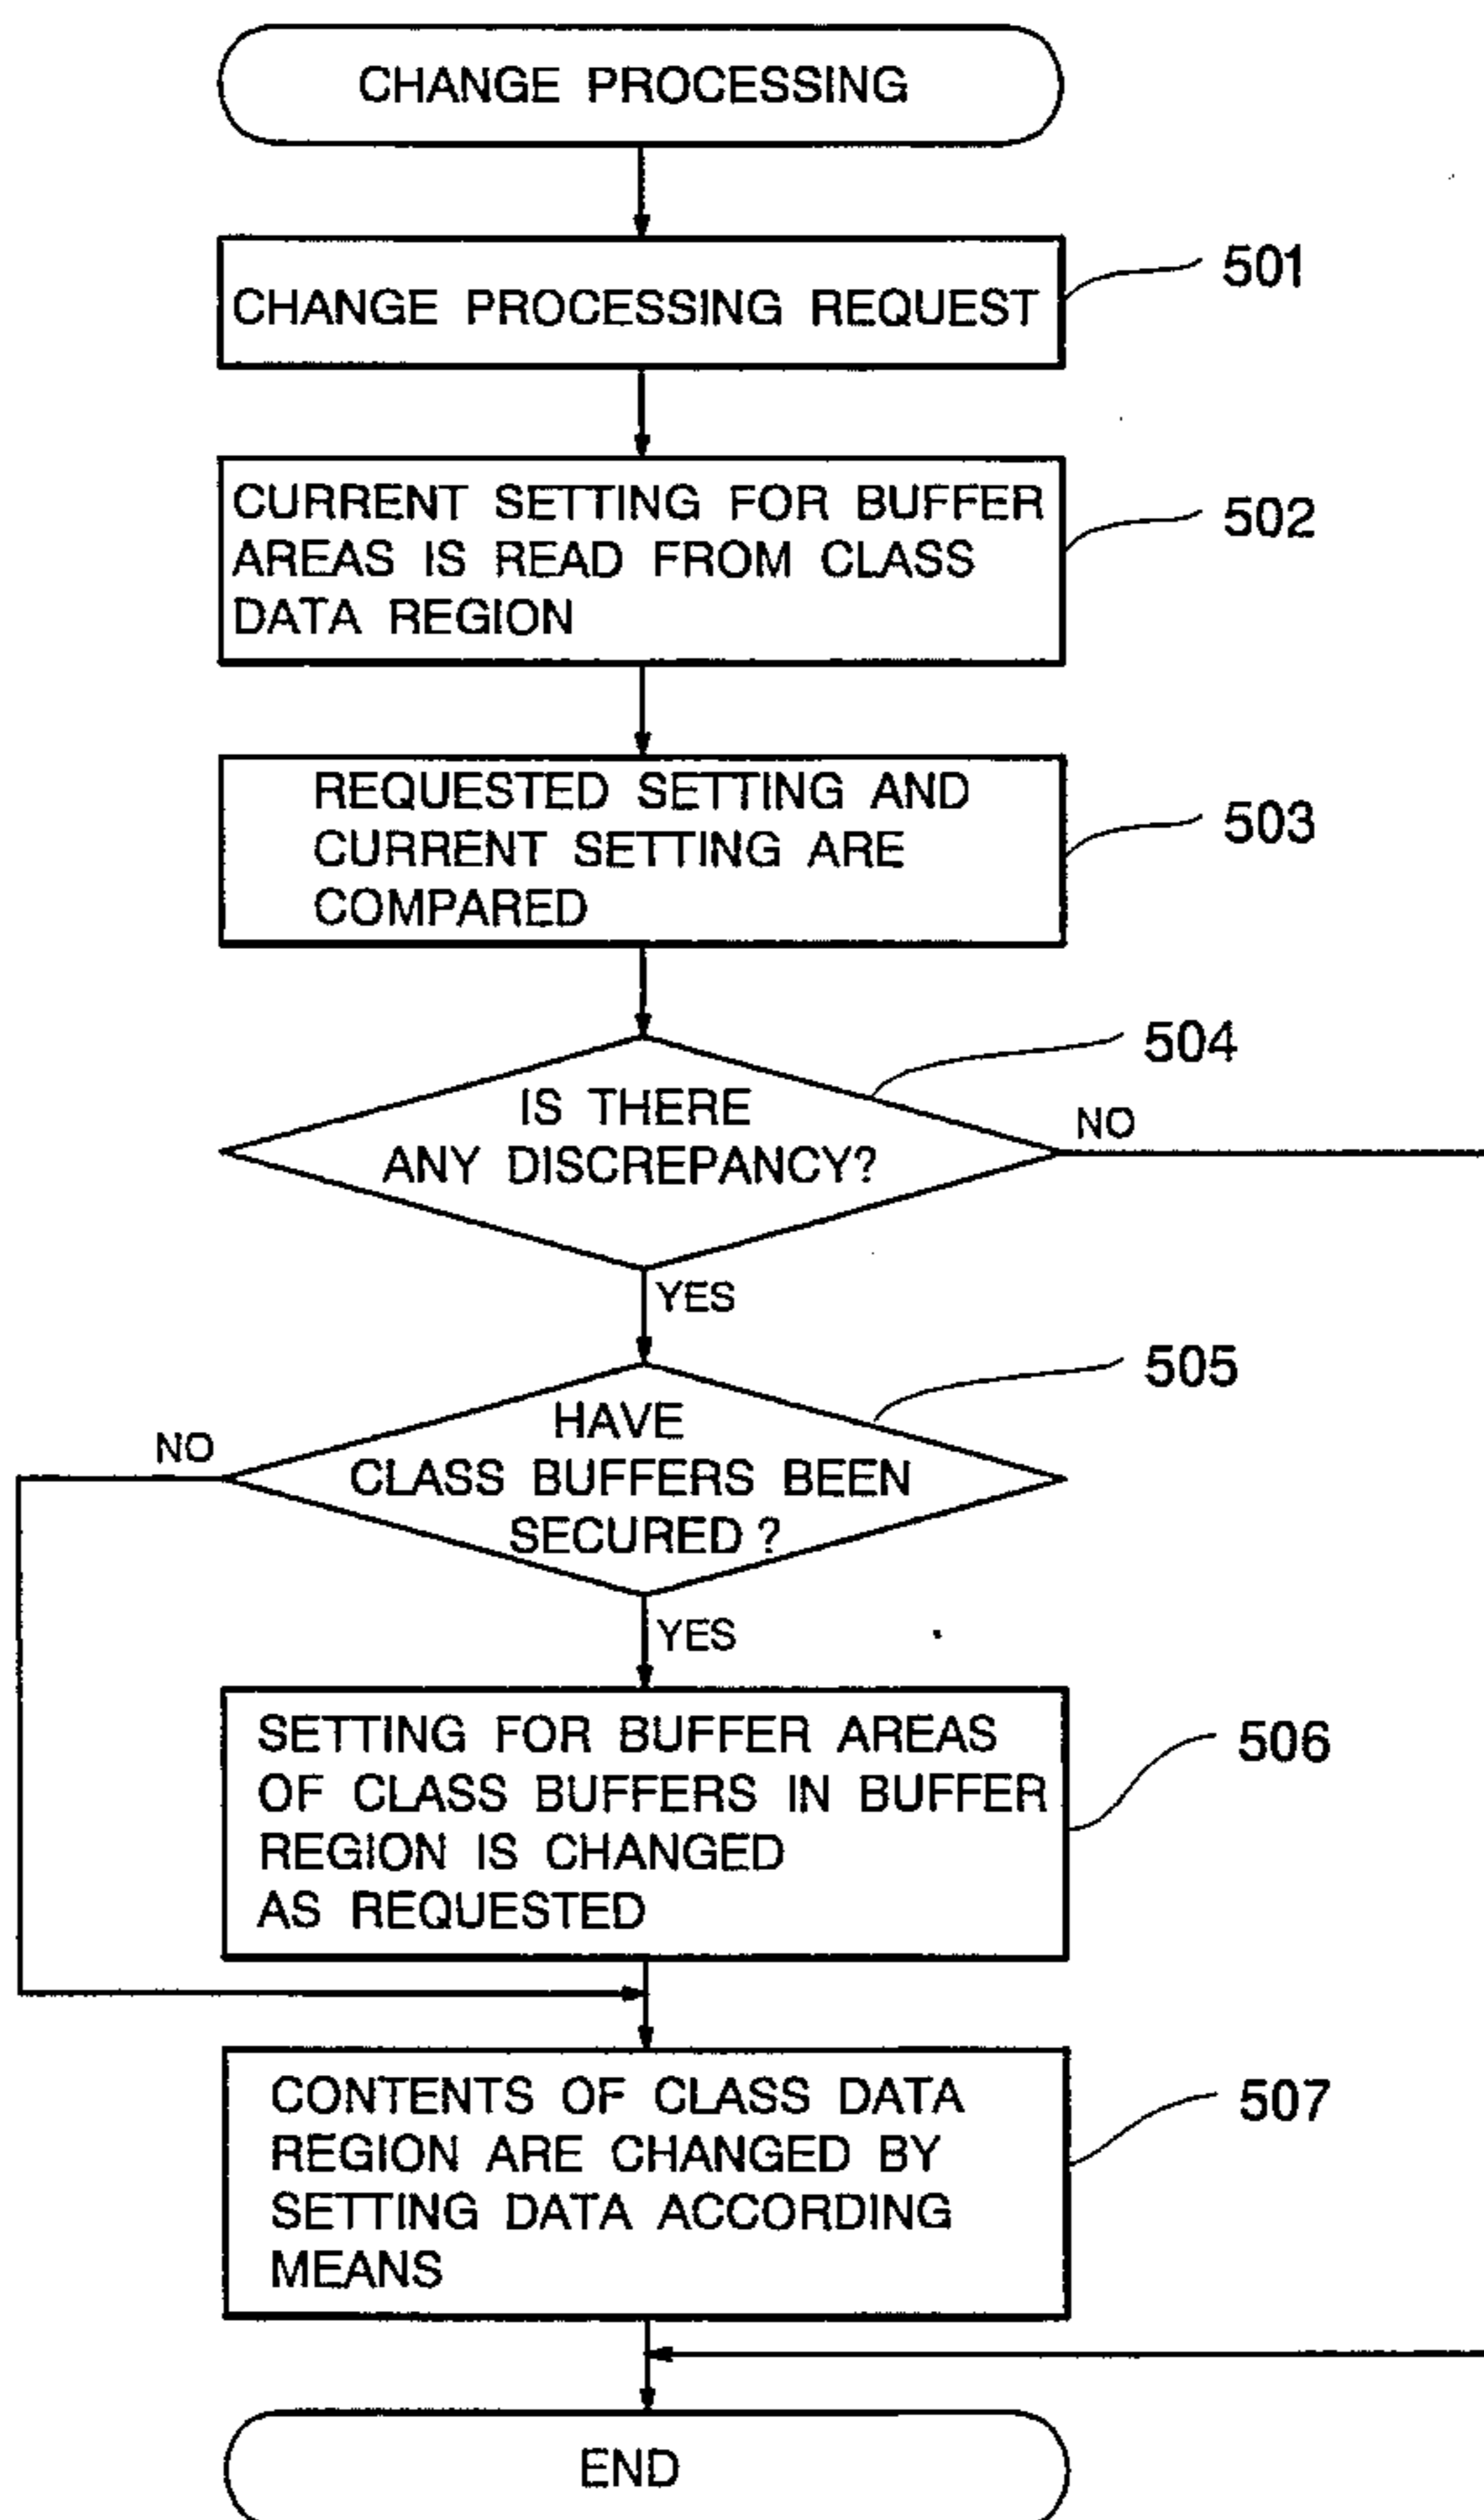 CHANGE PROCESSING
CHANGE PROCESSING REQUEST
501
CURRENT SETTING FOR BUFFER
AREAS IS READ FROM CLASS
DATA REGION
502
REQUESTED SETTING AND
CURRENT SETTING ARE
COMPARED
503
504
IS THERE
ANY DISCREPANCY?
NO
YES
505
HAVE
CLASS BUFFERS BEEN
SECURED ?
NO
YES
SETTING FOR BUFFER AREAS
OF CLASS BUFFERS IN BUFFER
REGION IS CHANGED
AS REQUESTED
506
CONTENTS OF CLASS DATA
REGION ARE CHANGED BY
SETTING DATA ACCORDING
MEANS
507
END